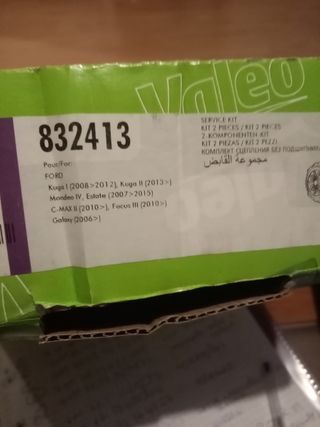 Valeo
832413
Pour/For:
FORD
Kuga I (2008>2012), Kuga II (2013>)
Mondeo IV, Estate (2007>2015)
C-MAX II (2010>), Focus III (2010>)
Galaxy (2006>)
SERVICE KIT
KIT 2 PIECES / KIT 2 PIECES
2-KOMPONENTEN KIT
KIT 2 PIEZAS / KIT 2 PEZZI
КОМПЛЕКТ СЦЕПЛЕНИЯ БЕЗ ПОДШИПНИКА
مجموعة القابض